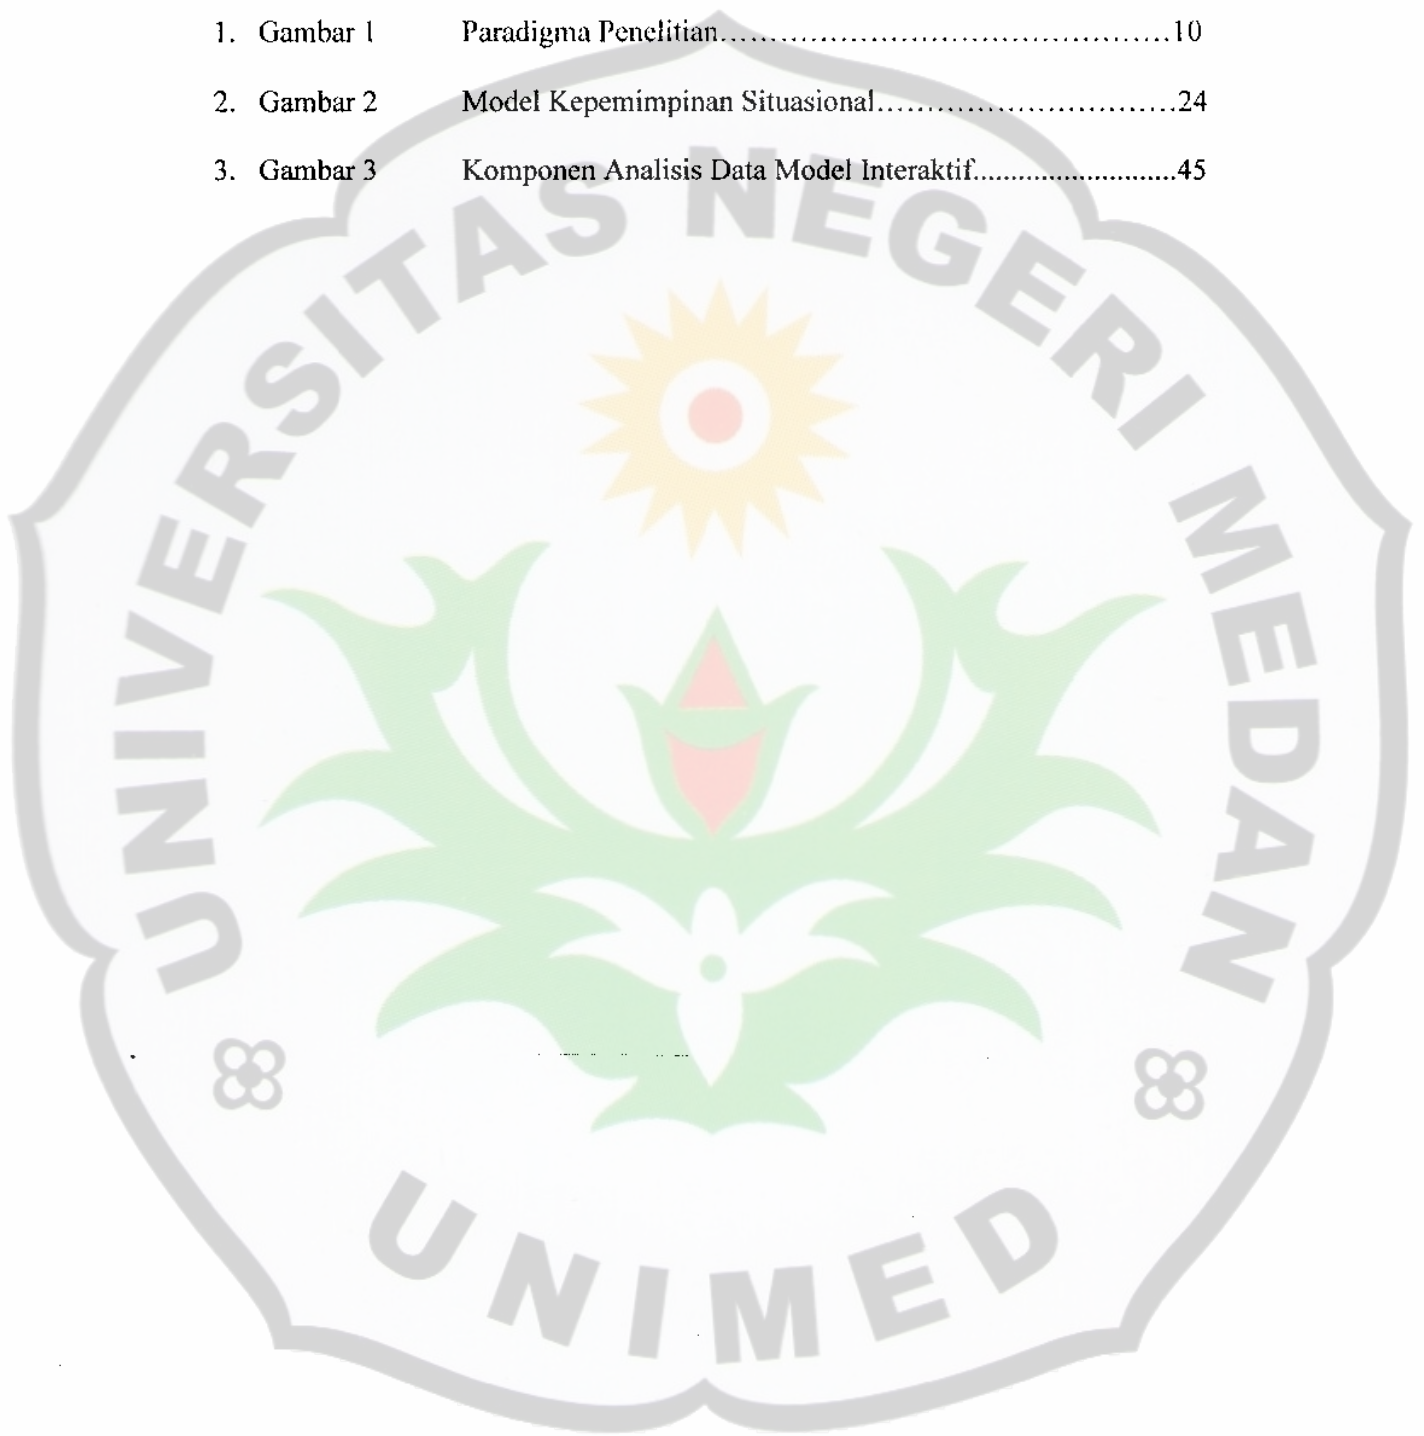 1. Gambar 1 Paradigma Penelitian............................................10
2. Gambar 2 Model Kepemimpinan Situasional..............................24
3. Gambar 3 Komponen Analisis Data Model Interaktif...........................45
UNIVERSITAS NEGERI MEDAN
UNIMED